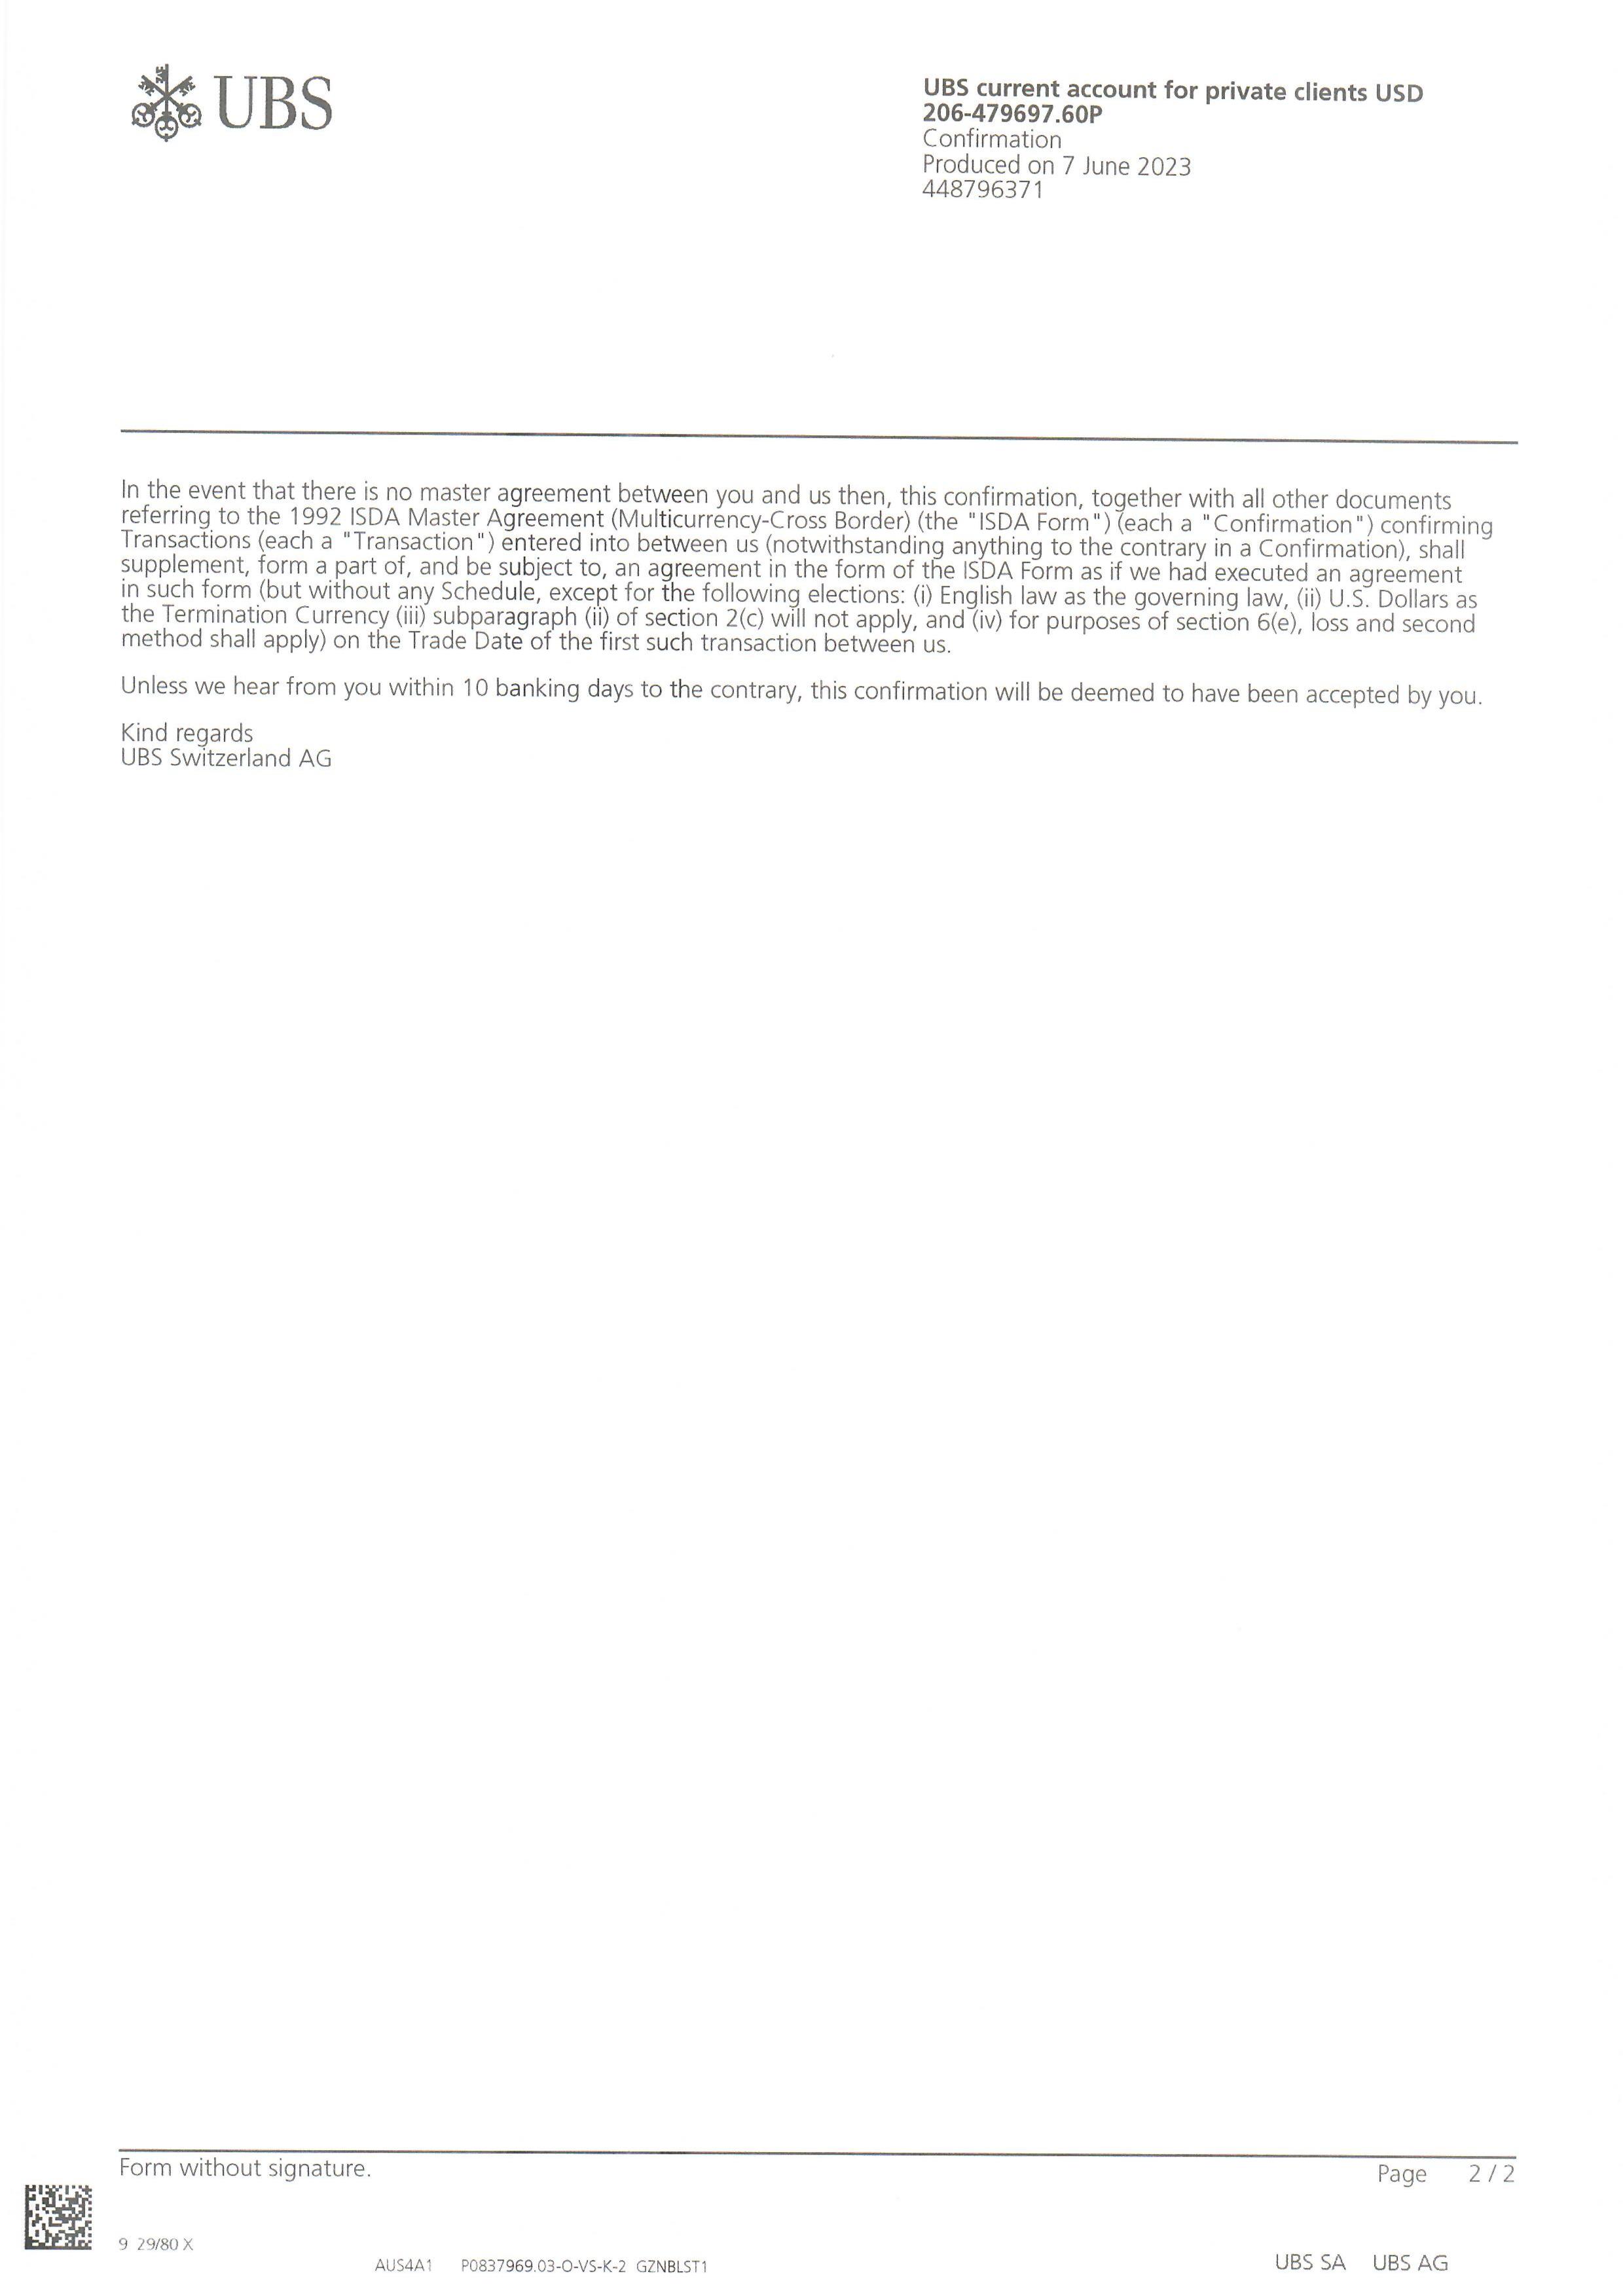 UBS
UBS current account for private clients USD
206-479697.60P
Confirmation
Produced on 7 June 2023
448796371
In the event that there is no master agreement between you and us then, this confirmation, together with all other documents
referring to the 1992 ISDA Master Agreement (Multicurrency-Cross Border) (the "ISDA Form") (each a "Confirmation") confirming
Transactions (each a "Transaction") entered into between us (notwithstanding anything to the contrary in a Confirmation), shall
supplement, form a part of, and be subject to, an agreement in the form of the ISDA Form as if we had executed an agreement
in such form (but without any Schedule, except for the following elections: (i) English law as the governing law, (ii) U.S. Dollars as
the Termination Currency (iii) subparagraph (ii) of section 2(c) will not apply, and (iv) for purposes of section 6(e), loss and second
method shall apply) on the Trade Date of the first such transaction between us.
Unless we hear from you within 10 banking days to the contrary, this confirmation will be deemed to have been accepted by you.
Kind regards
UBS Switzerland AG
Form without signature.
Page 2 / 2
9 29/80 X
AUS4A1 P0837969.03-O-VS-K-2 GZNBLST1
UBS SA UBS AG